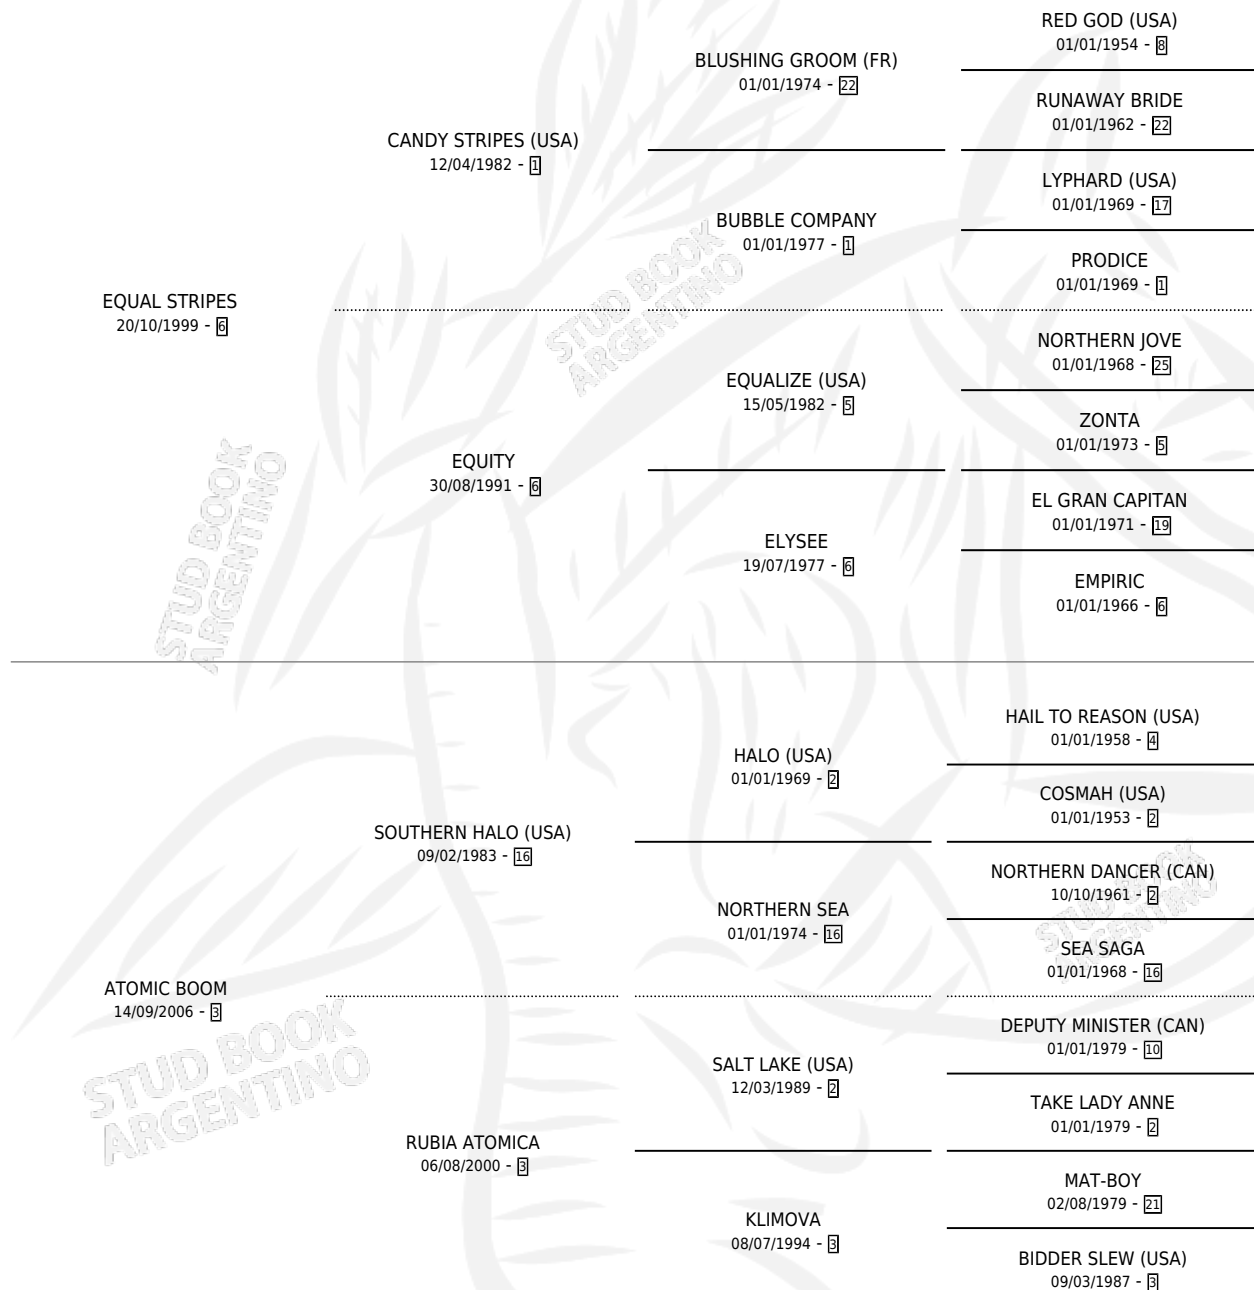 RED GOD (USA)
01/01/1954 - 8
BLUSHING GROOM (FR)
01/01/1974 - 22
RUNAWAY BRIDE
01/01/1962 - 22
CANDY STRIPES (USA)
12/04/1982 - 1
LYPHARD (USA)
01/01/1969 - 17
BUBBLE COMPANY
01/01/1977 - 1
PRODICE
01/01/1969 - 1
EQUAL STRIPES
20/10/1999 - 6
NORTHERN JOVE
01/01/1968 - 25
EQUALIZE (USA)
15/05/1982 - 5
ZONTA
01/01/1973 - 5
EQUITY
30/08/1991 - 6
EL GRAN CAPITAN
01/01/1971 - 19
ELYSEE
19/07/1977 - 6
EMPIRIC
01/01/1966 - 6
HAIL TO REASON (USA)
01/01/1958 - 4
HALO (USA)
01/01/1969 - 2
COSMAH (USA)
01/01/1953 - 2
SOUTHERN HALO (USA)
09/02/1983 - 16
NORTHERN DANCER (CAN)
10/10/1961 - 2
NORTHERN SEA
01/01/1974 - 16
SEA SAGA
01/01/1968 - 16
ATOMIC BOOM
14/09/2006 - 3
DEPUTY MINISTER (CAN)
01/01/1979 - 10
SALT LAKE (USA)
12/03/1989 - 2
TAKE LADY ANNE
01/01/1979 - 2
RUBIA ATOMICA
06/08/2000 - 3
MAT-BOY
02/08/1979 - 21
KLIMOVA
08/07/1994 - 3
BIDDER SLEW (USA)
09/03/1987 - 3
STUD BOOK
ARGENTINO
STUD BOOK
ARGENTINO
STUD BOOK
ARGENTINO
STUD BOOK
ARGENTINO